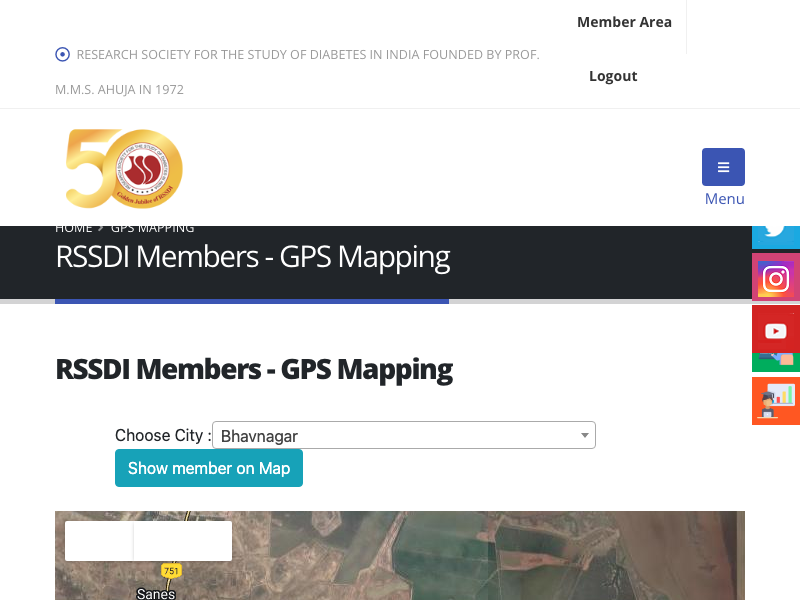 Member Area
RESEARCH SOCIETY FOR THE STUDY OF DIABETES IN INDIA FOUNDED BY PROF.
M.M.S. AHUJA IN 1972
Logout
50
Golden Jubilee of RSSDI
Menu
HOME GPS MAPPING
RSSDI Members - GPS Mapping
RSSDI Members - GPS Mapping
Choose City : Bhavnagar
Show member on Map
751
Sanes